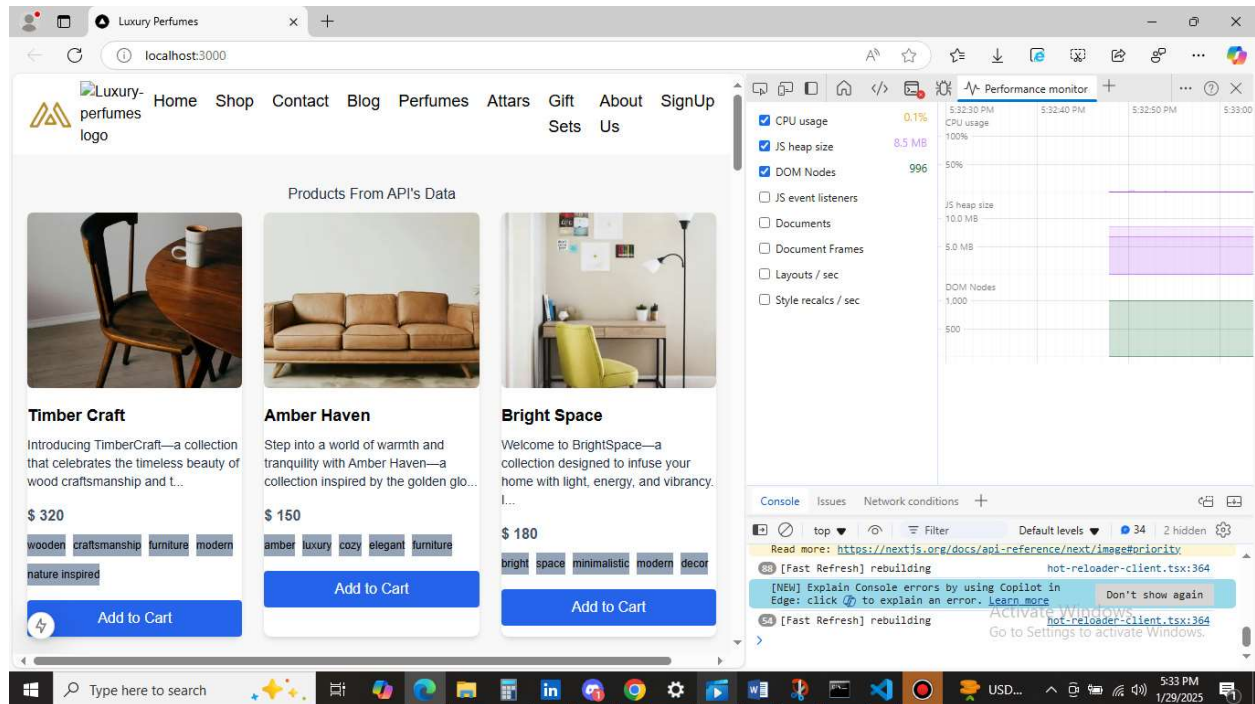 Luxury Perfumes
localhost:3000
Luxury-
perfumes
logo
Home Shop Contact Blog Perfumes Attars Gift Sets About Us SignUp
Products From API's Data
Timber Craft
Introducing TimberCraft—a collection
that celebrates the timeless beauty of
wood craftsmanship and t...
$ 320
wooden craftsmanship furniture modern
nature inspired
Add to Cart
Amber Haven
Step into a world of warmth and
tranquility with Amber Haven—a
collection inspired by the golden glo...
$ 150
amber luxury cozy elegant furniture
Add to Cart
Bright Space
Welcome to BrightSpace—a
collection designed to infuse your
home with light, energy, and vibrancy.
I...
$ 180
bright space minimalistic modern decor
Add to Cart
Performance monitor
CPU usage 0.1%
JS heap size 8.5 MB
DOM Nodes 996
JS event listeners
Documents
Document Frames
Layouts / sec
Style recalcs / sec
5:32:30 PM 5:32:40 PM 5:32:50 PM 5:33:00
CPU usage
100%
50%
JS heap size
10.0 MB
5.0 MB
DOM Nodes
1,000
500
Console Issues Network conditions
top Filter Default levels 34 2 hidden
Read more: https://nextjs.org/docs/api-reference/next/image#priority
88 [Fast Refresh] rebuilding hot-reloader-client.tsx:364
[NEW] Explain Console errors by using Copilot in
Edge: click to explain an error. Learn more
Don't show again
54 [Fast Refresh] rebuilding hot-reloader-client.tsx:364
Activate Windows
Go to Settings to activate Windows.
Type here to search
USD...
5:33 PM
1/29/2025